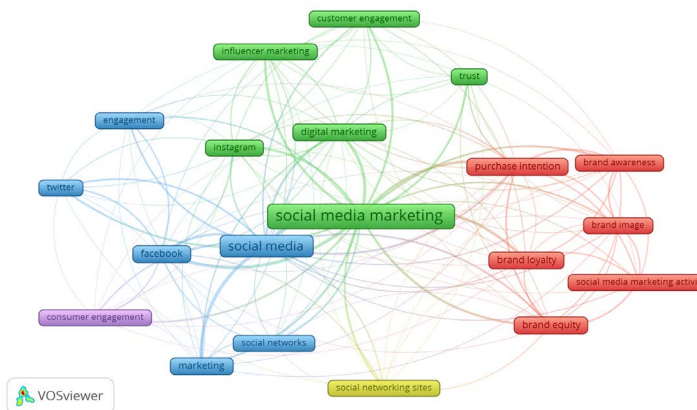 customer engagement
influencer marketing
trust
engagement
digital marketing
instagram
purchase intention
brand awareness
twitter
social media marketing
brand image
social media
facebook
brand loyalty
social media marketing activi
consumer engagement
brand equity
social networks
marketing
social networking sites
VOSviewer